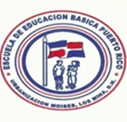 ESCUELA DE EDUCACION BASICA PUERTO RICO
URBANIZACION MOISES, LOS MINA, D.N.